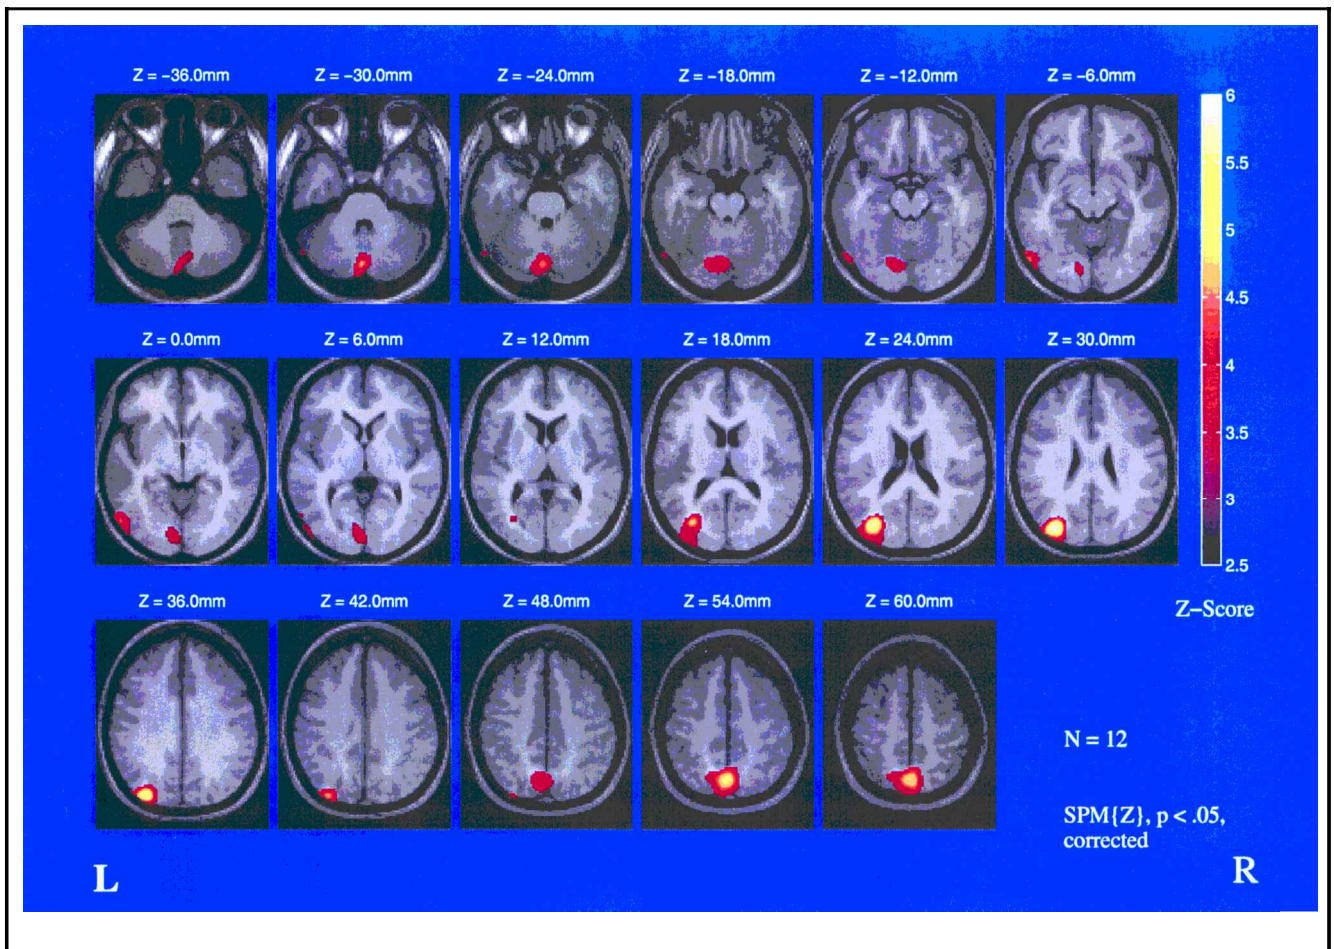 Z = −36.0mm Z = −30.0mm Z = −24.0mm Z = −18.0mm Z = −12.0mm Z = −6.0mm
6
5.5
5
4.5
Z = 0.0mm Z = 6.0mm Z = 12.0mm Z = 18.0mm Z = 24.0mm Z = 30.0mm
4
3.5
3
2.5
Z = 36.0mm Z = 42.0mm Z = 48.0mm Z = 54.0mm Z = 60.0mm
Z−Score
N = 12
SPM{Z}, p < .05,
corrected
L R